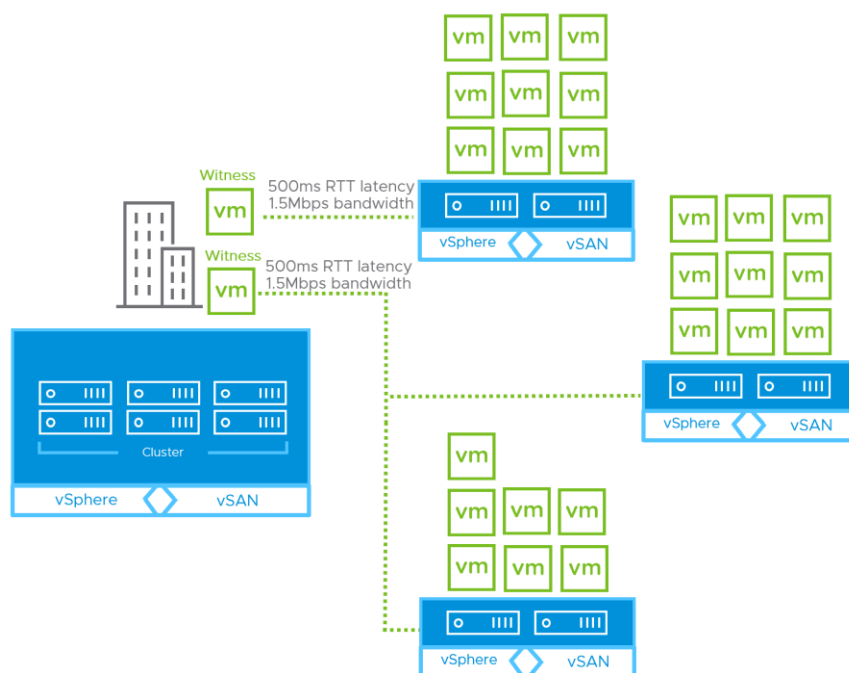 vm vm vm
vm vm vm
vm vm vm
Witness
vm
500ms RTT latency
1.5Mbps bandwidth
vSphere vSAN
Witness
vm
500ms RTT latency
1.5Mbps bandwidth
vm vm vm
vm vm vm
vm vm vm
vSphere vSAN
Cluster
vSphere vSAN
vm
vm vm vm
vm vm vm
vSphere vSAN